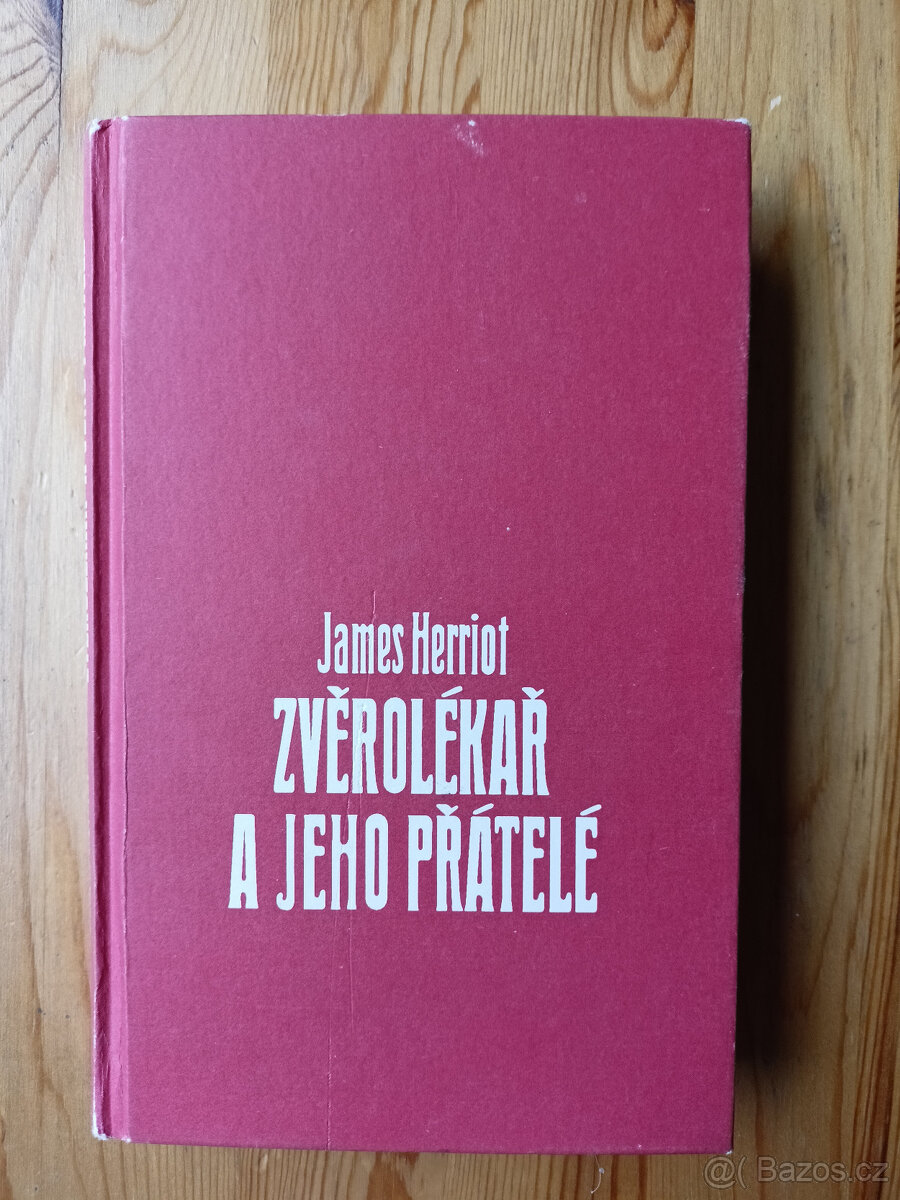 James Herriot
ZVĚROLÉKAŘ
A JEHO PŘÁTELÉ
@( Bazos.cz